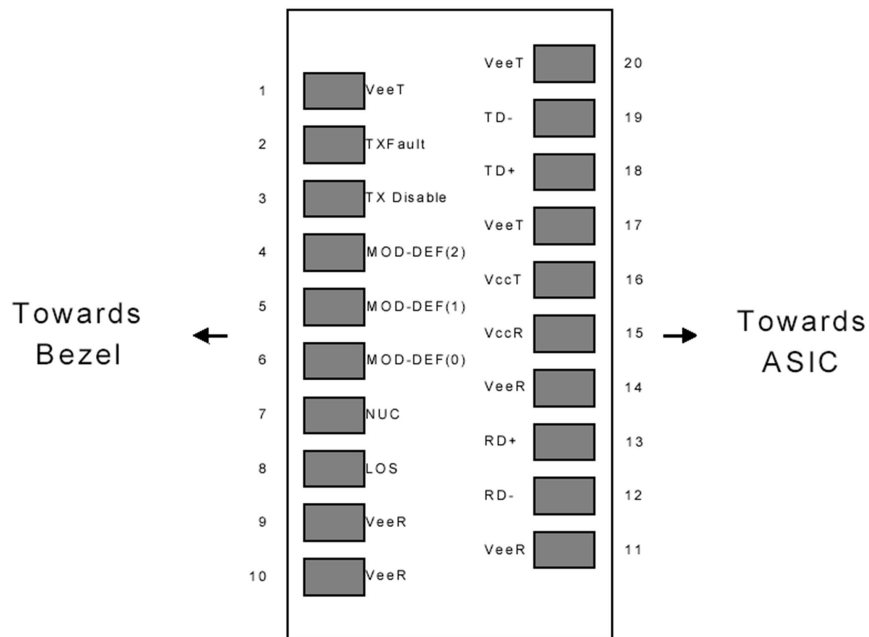 VeeT 20
1 VeeT
TD- 19
2 TXFault
TD+ 18
3 TX Disable
VeeT 17
4 MOD-DEF(2)
VccT 16
5 MOD-DEF(1)
Towards
Bezel
VccR 15
Towards
ASIC
6 MOD-DEF(0)
VeeR 14
7 NUC
RD+ 13
8 LOS
RD- 12
9 VeeR
VeeR 11
10 VeeR